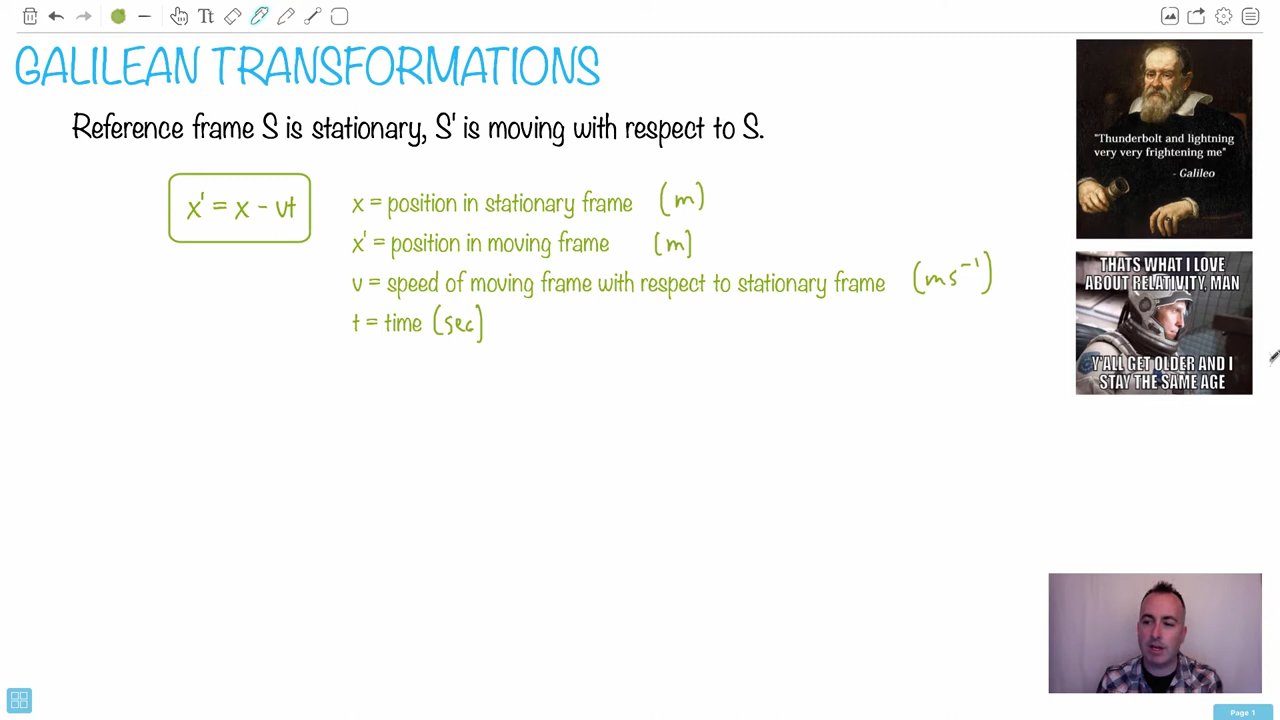 Tt
GALILEAN TRANSFORMATIONS
Reference frame S is stationary, S' is moving with respect to S.
x' = x - vt
x = position in stationary frame (m)
x' = position in moving frame (m)
v = speed of moving frame with respect to stationary frame (ms⁻¹)
t = time (sec)
"Thunderbolt and lightning
very very frightening me"
- Galileo
THATS WHAT I LOVE
ABOUT RELATIVITY, MAN
Y'ALL GET OLDER AND I
STAY THE SAME AGE
Page 1